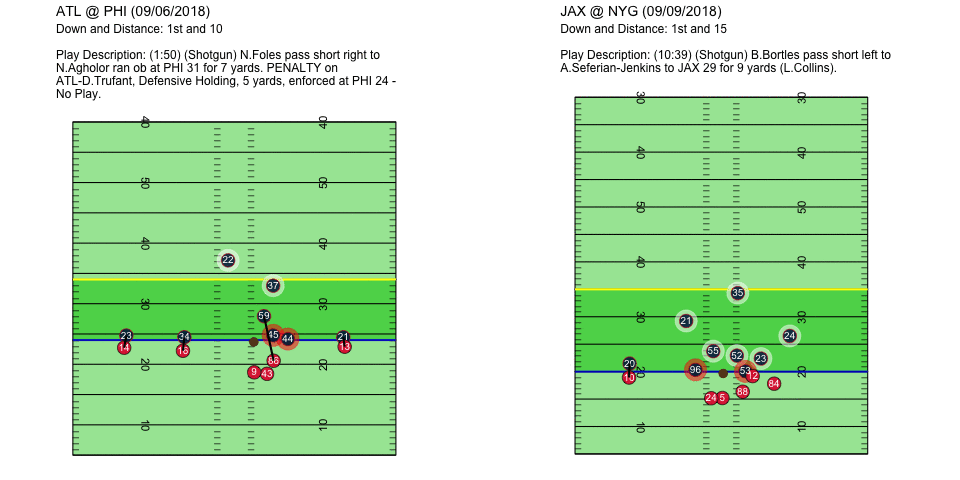 ATL @ PHI (09/06/2018)
Down and Distance: 1st and 10
Play Description: (1:50) (Shotgun) N.Foles pass short right to
N.Agholor ran ob at PHI 31 for 7 yards. PENALTY on
ATL-D.Trufant, Defensive Holding, 5 yards, enforced at PHI 24 -
No Play.
40 40
50 50
40 40
22
37
30 30
59
23 34 45 44 21
14 18 13
20 88 20
9 43
10 10
JAX @ NYG (09/09/2018)
Down and Distance: 1st and 15
Play Description: (10:39) (Shotgun) B.Bortles pass short left to
A.Seferian-Jenkins to JAX 29 for 9 yards (L.Collins).
30 30
40 40
50 50
40 40
35
30 21 30
24
55 52 23
20 96 53
10 20 12 20
84
88
24 5
10 10